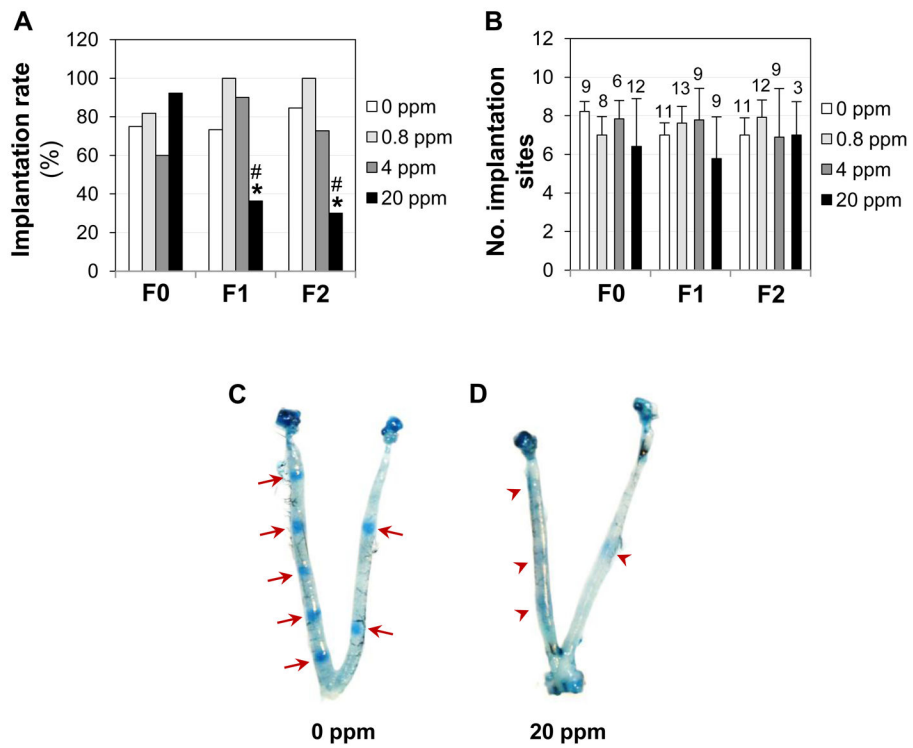 A
Implantation rate
(%)
120
100
80
60
40
20
0
#
*
#
*
F0 F1 F2
0 ppm
0.8 ppm
4 ppm
20 ppm
B
No. implantation
sites
12
10
8
6
4
2
0
9 8 6 12 11 13 9 9 11 12 9 3
F0 F1 F2
0 ppm
0.8 ppm
4 ppm
20 ppm
C
D
0 ppm
20 ppm